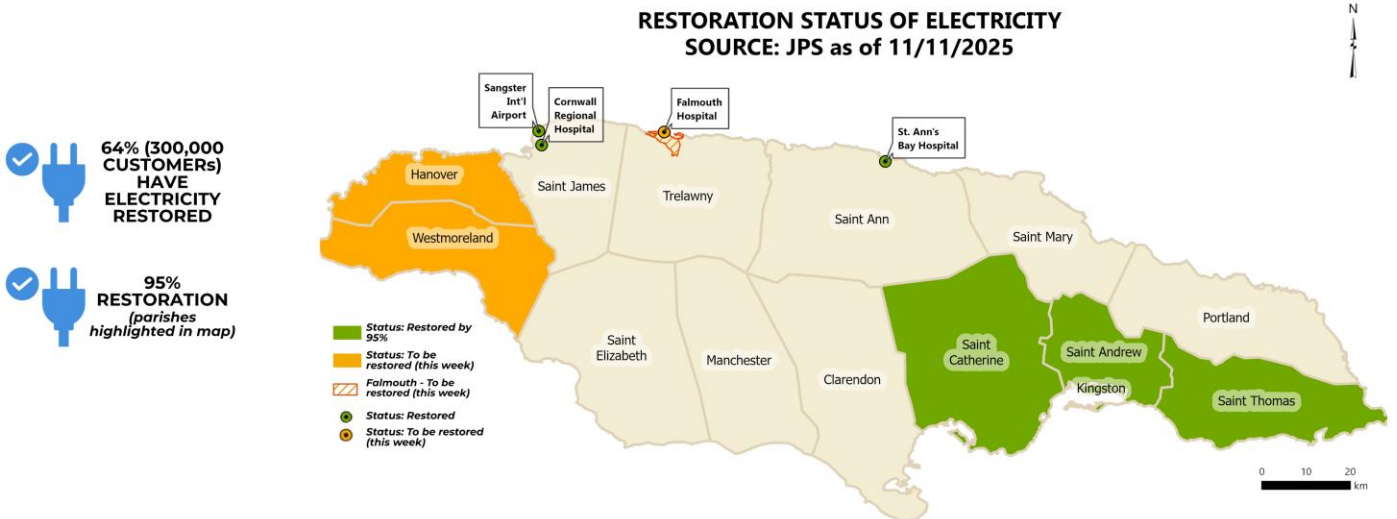 RESTORATION STATUS OF ELECTRICITY
SOURCE: JPS as of 11/11/2025
N
64% (300,000
CUSTOMERs)
HAVE
ELECTRICITY
RESTORED
95%
RESTORATION
(parishes
highlighted in map)
Sangster
Int'l
Airport
Cornwall
Regional
Hospital
Falmouth
Hospital
St. Ann's
Bay Hospital
Hanover
Westmoreland
Saint James
Trelawny
Saint Ann
Saint Mary
Portland
Saint
Elizabeth
Manchester
Clarendon
Saint
Catherine
Saint Andrew
Kingston
Saint Thomas
Status: Restored by
95%
Status: To be
restored (this week)
Falmouth - To be
restored (this week)
Status: Restored
Status: To be restored
(this week)
0 10 20
km